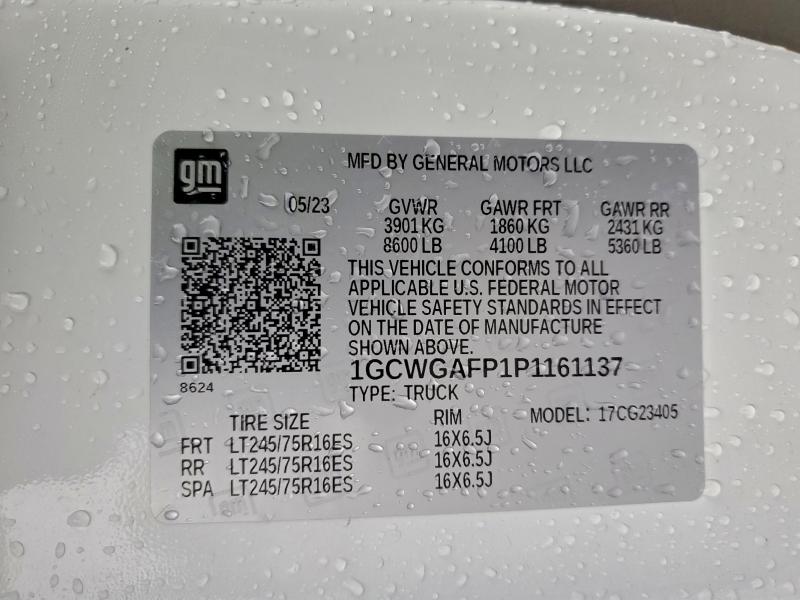 gm
MFD BY GENERAL MOTORS LLC
05/23 GVWR GAWR FRT GAWR RR
3901 KG 1860 KG 2431 KG
8600 LB 4100 LB 5360 LB
THIS VEHICLE CONFORMS TO ALL
APPLICABLE U.S. FEDERAL MOTOR
VEHICLE SAFETY STANDARDS IN EFFECT
ON THE DATE OF MANUFACTURE
SHOWN ABOVE.
1GCWGAFP1P1161137
8624
TYPE: TRUCK
TIRE SIZE RIM MODEL: 17CG23405
FRT LT245/75R16ES 16X6.5J
RR LT245/75R16ES 16X6.5J
SPA LT245/75R16ES 16X6.5J